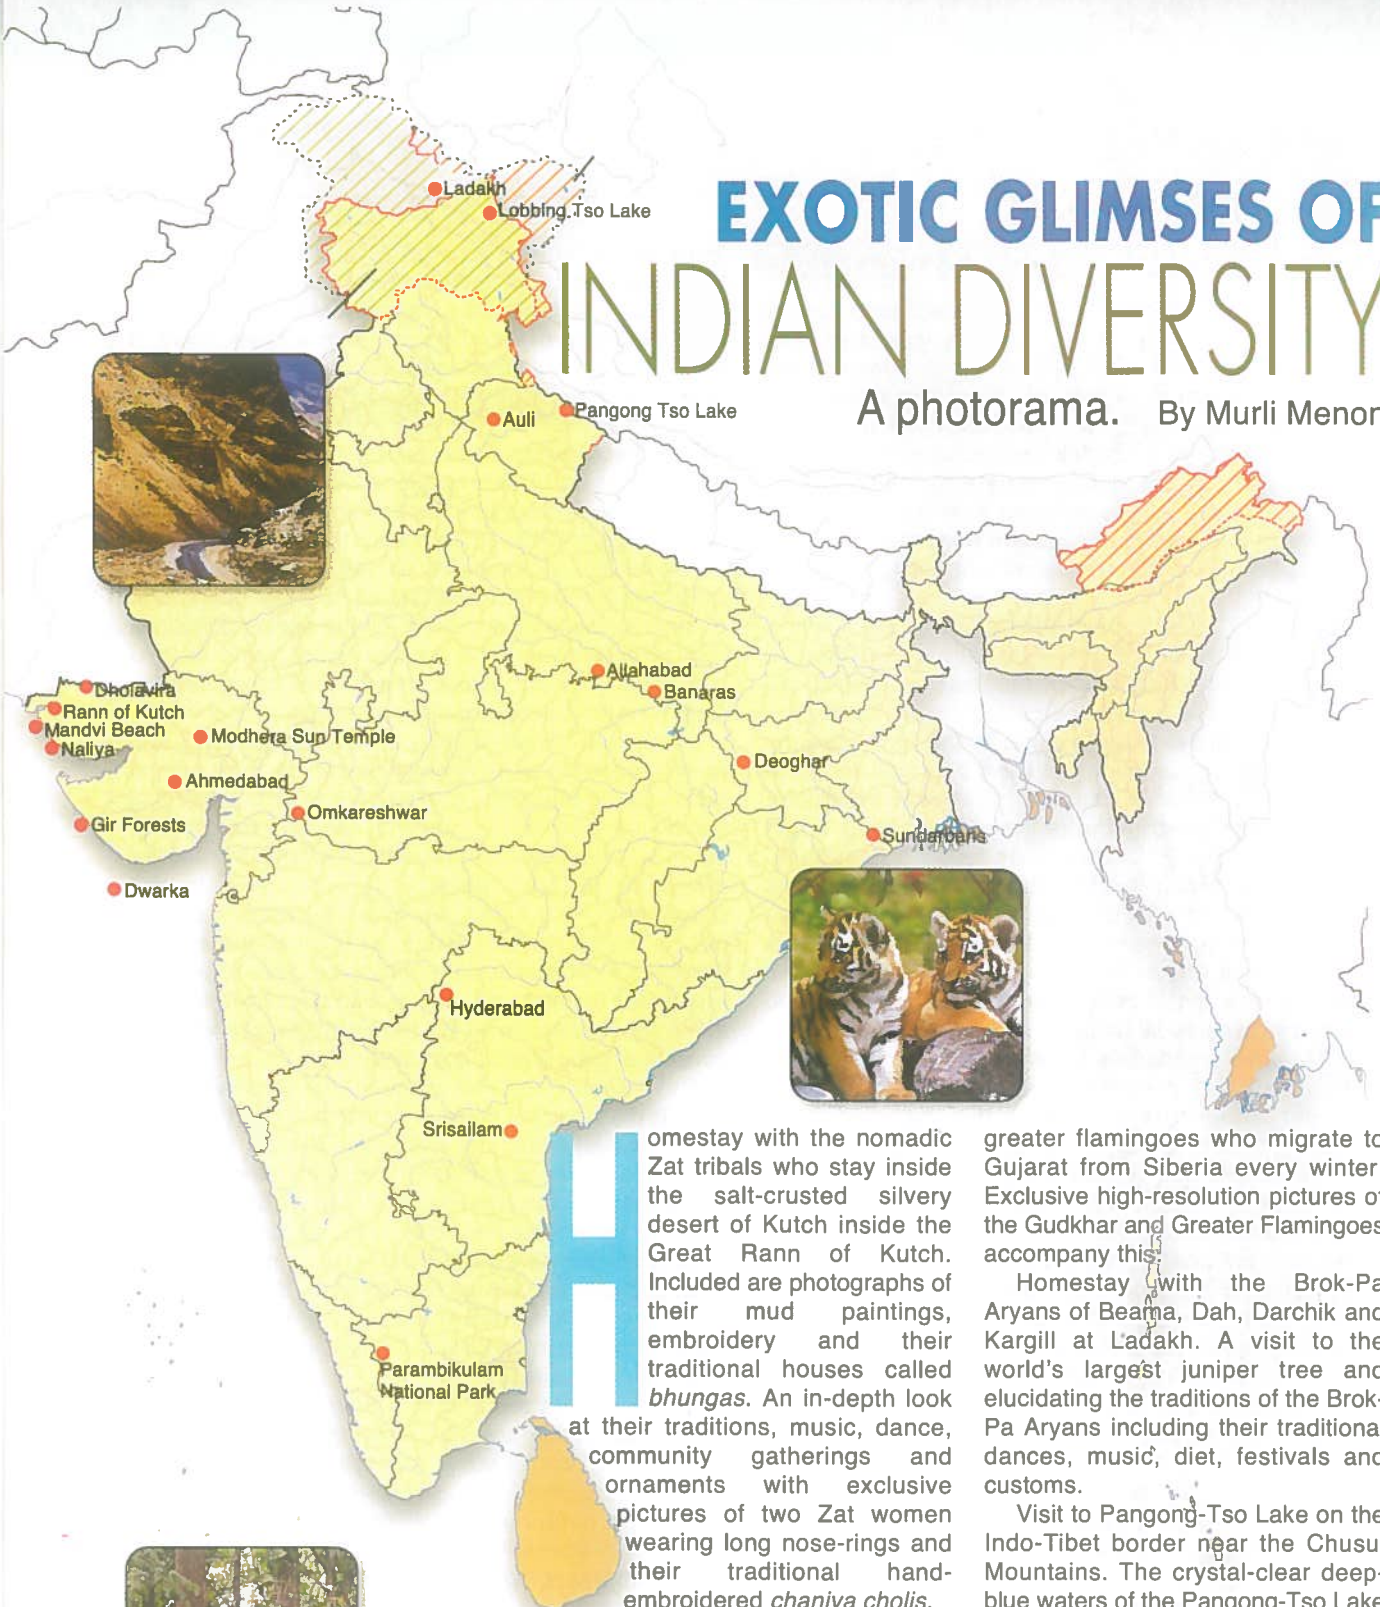 EXOTIC GLIMSES OF
INDIAN DIVERSITY
A photorama. By Murli Menon
Ladakh
Lobbing Tso Lake
Auli
Pangong Tso Lake
Allahabad
Banaras
Dholavira
Rann of Kutch
Mandvi Beach
Naliya
Modhera Sun Temple
Ahmedabad
Deoghar
Omkareshwar
Gir Forests
Sundarbans
Dwarka
Hyderabad
Srisailam
Parambikulam
National Park
Homestay with the nomadic
Zat tribals who stay inside
the salt-crusted silvery
desert of Kutch inside the
Great Rann of Kutch.
Included are photographs of
their mud paintings,
embroidery and their
traditional houses called
bhungas. An in-depth look
at their traditions, music, dance,
community gatherings and
ornaments with exclusive
pictures of two Zat women
wearing long nose-rings and
their traditional hand-
embroidered chaniya cholis.
greater flamingoes who migrate to
Gujarat from Siberia every winter
Exclusive high-resolution pictures of
the Gudkhar and Greater Flamingoes
accompany this.
Homestay with the Brok-Pa
Aryans of Beama, Dah, Darchik and
Kargill at Ladakh. A visit to the
world's largest juniper tree and
elucidating the traditions of the Brok-
Pa Aryans including their traditional
dances, music, diet, festivals and
customs.
Visit to Pangong-Tso Lake on the
Indo-Tibet border near the Chusu
Mountains. The crystal-clear deep-
blue waters of the Pangong-Tso Lake